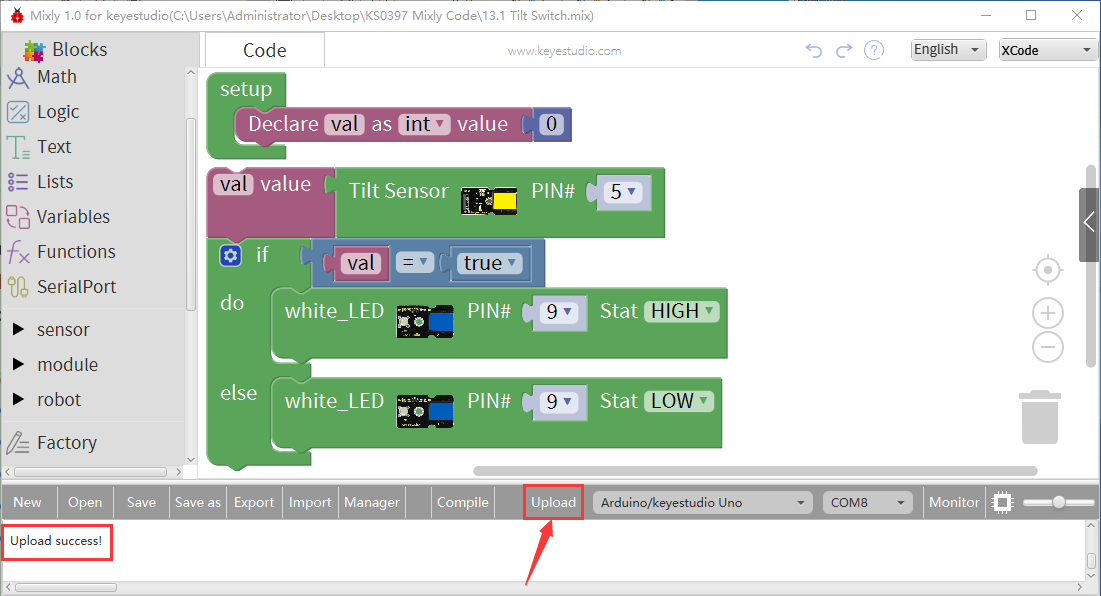 Mixly 1.0 for keyestudio(C:\Users\Administrator\Desktop\KS0397 Mixly Code\13.1 Tilt Switch.mix)
Blocks
Code
www.keyestudio.com
?
English
XCode
Math
Logic
Text
Lists
Variables
Functions
SerialPort
sensor
module
robot
Factory
setup
Declare val as int value 0
val value Tilt Sensor PIN# 5
if val = true
do white_LED PIN# 9 Stat HIGH
else white_LED PIN# 9 Stat LOW
New Open Save Save as Export Import Manager Compile Upload Arduino/keyestudio Uno COM8 Monitor
Upload success!